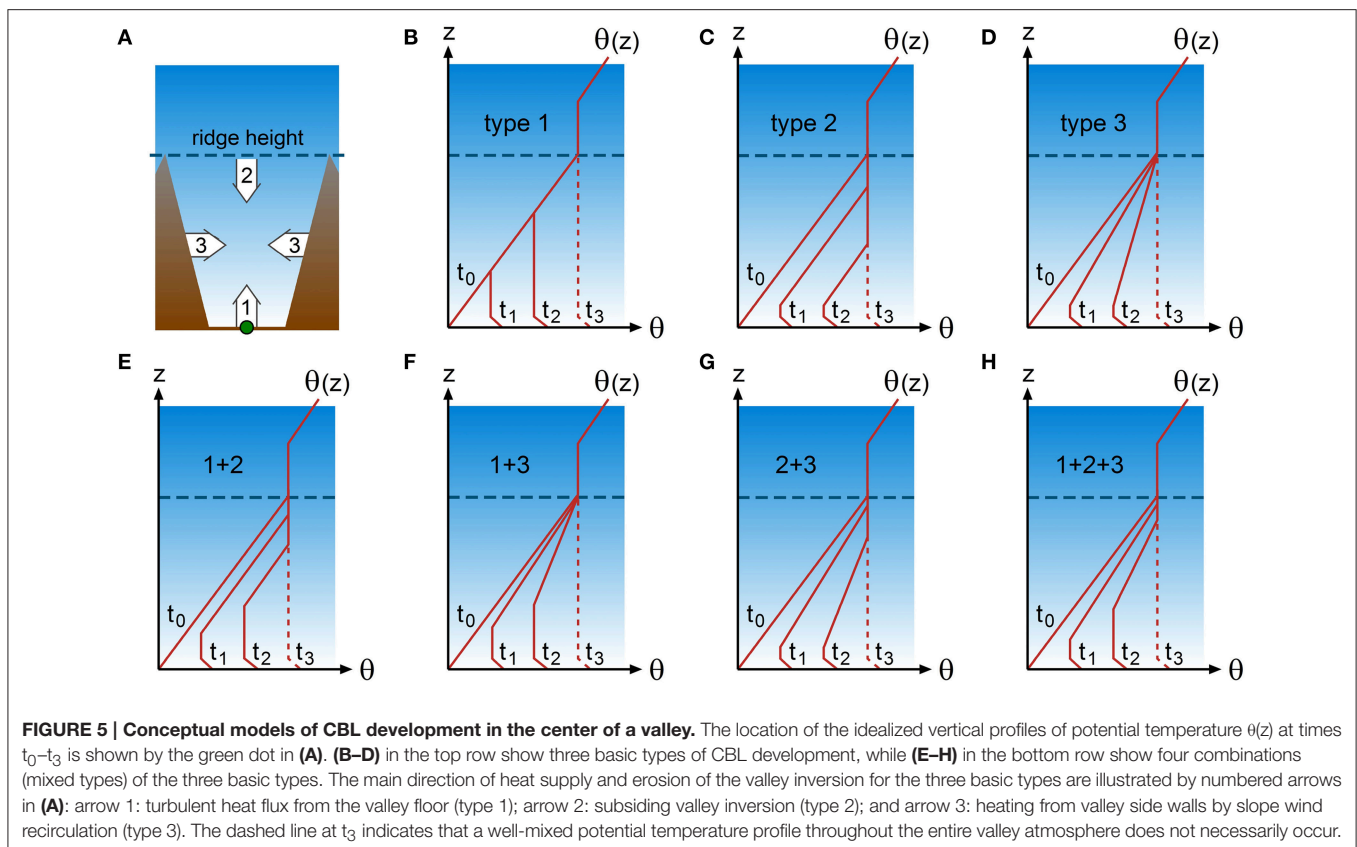 A
ridge height
2
3
3
1
B
z
θ(z)
type 1
t0
t1
t2
t3
θ
C
z
θ(z)
type 2
t0
t1
t2
t3
θ
D
z
θ(z)
type 3
t0
t1
t2
t3
θ
E
z
θ(z)
1+2
t0
t1
t2
t3
θ
F
z
θ(z)
1+3
t0
t1
t2
t3
θ
G
z
θ(z)
2+3
t0
t1
t2
t3
θ
H
z
θ(z)
1+2+3
t0
t1
t2
t3
θ
FIGURE 5 | Conceptual models of CBL development in the center of a valley. The location of the idealized vertical profiles of potential temperature θ(z) at times
t0–t3 is shown by the green dot in (A). (B–D) in the top row show three basic types of CBL development, while (E–H) in the bottom row show four combinations
(mixed types) of the three basic types. The main direction of heat supply and erosion of the valley inversion for the three basic types are illustrated by numbered arrows
in (A): arrow 1: turbulent heat flux from the valley floor (type 1); arrow 2: subsiding valley inversion (type 2); and arrow 3: heating from valley side walls by slope wind
recirculation (type 3). The dashed line at t3 indicates that a well-mixed potential temperature profile throughout the entire valley atmosphere does not necessarily occur.